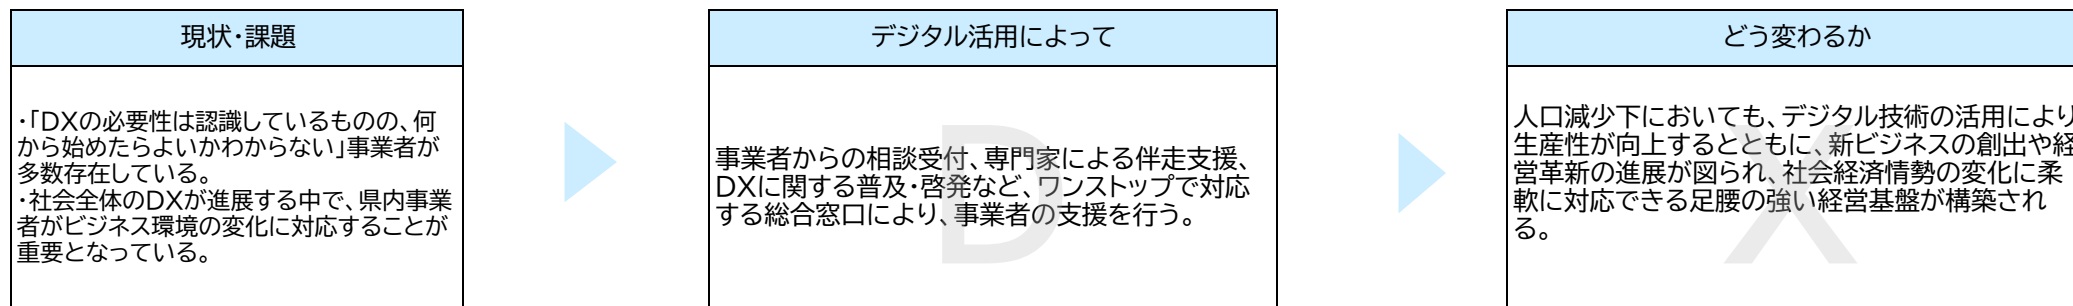 現状・課題
・「DXの必要性は認識しているものの、何
から始めたらよいかわからない」事業者が
多数存在している。
・社会全体のDXが進展する中で、県内事業
者がビジネス環境の変化に対応することが
重要となっている。
デジタル活用によって
事業者からの相談受付、専門家による伴走支援、
DXに関する普及・啓発など、ワンストップで対応
する総合窓口により、事業者の支援を行う。
D
どう変わるか
人口減少下においても、デジタル技術の活用により
生産性が向上するとともに、新ビジネスの創出や経
営革新の進展が図られ、社会経済情勢の変化に柔
軟に対応できる足腰の強い経営基盤が構築され
る。
X